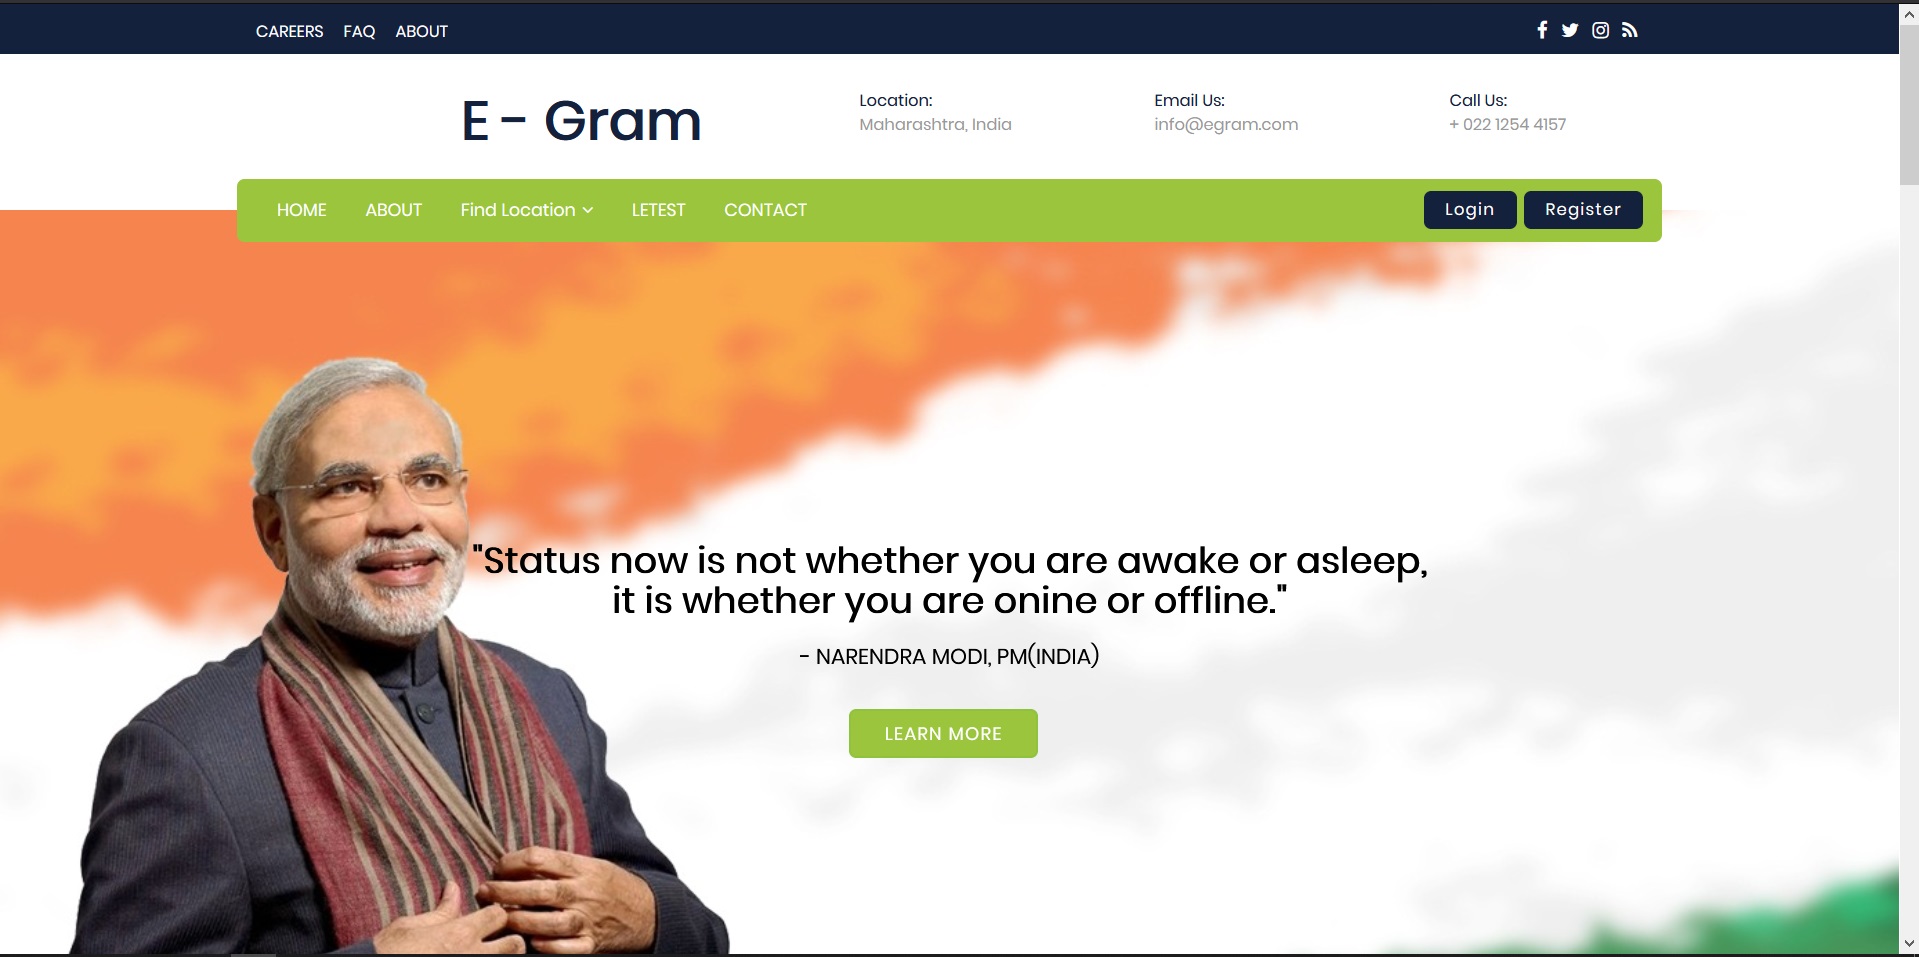 CAREERS FAQ ABOUT
E - Gram
Location:
Maharashtra, India
Email Us:
info@egram.com
Call Us:
+ 022 1254 4157
HOME ABOUT Find Location LETEST CONTACT Login Register
"Status now is not whether you are awake or asleep,
it is whether you are onine or offline."
- NARENDRA MODI, PM(INDIA)
LEARN MORE